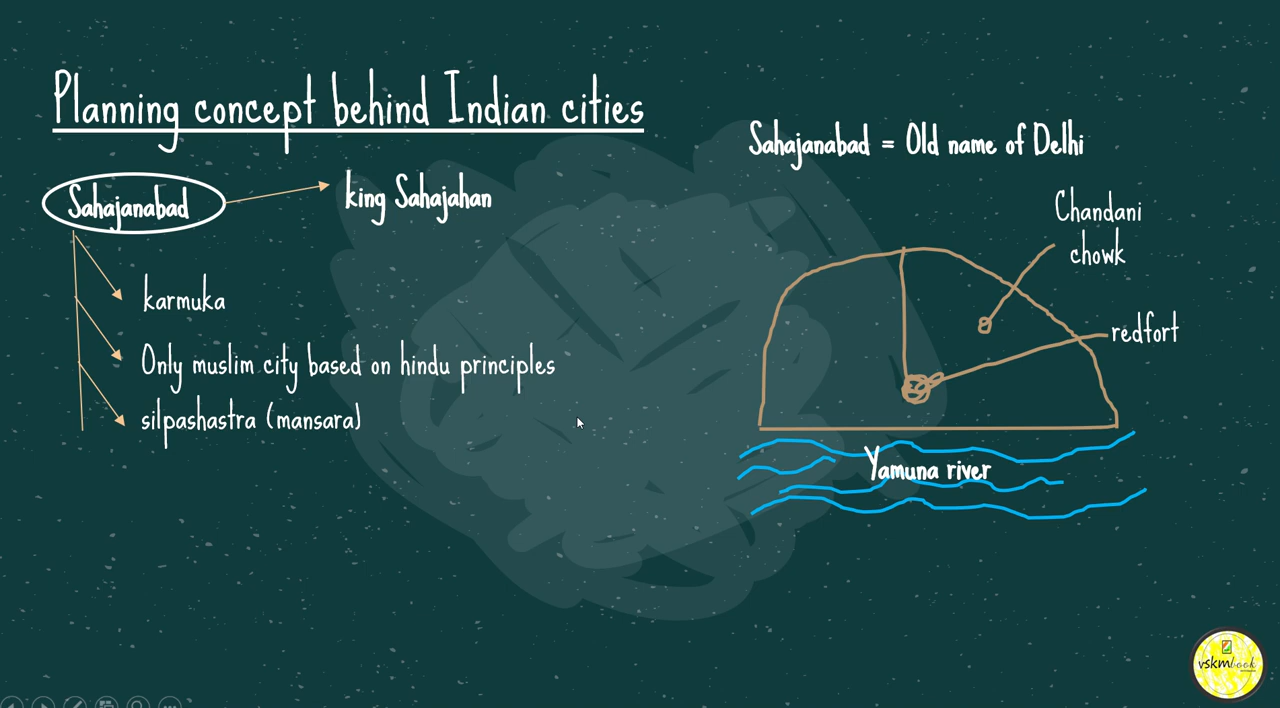 Planning concept behind Indian cities
Sahajanabad
king Sahajahan
karmuka
Only muslim city based on hindu principles
silpashastra (mansara)
Sahajanabad = Old name of Delhi
Chandani
chowk
redfort
Yamuna river
vskmbook